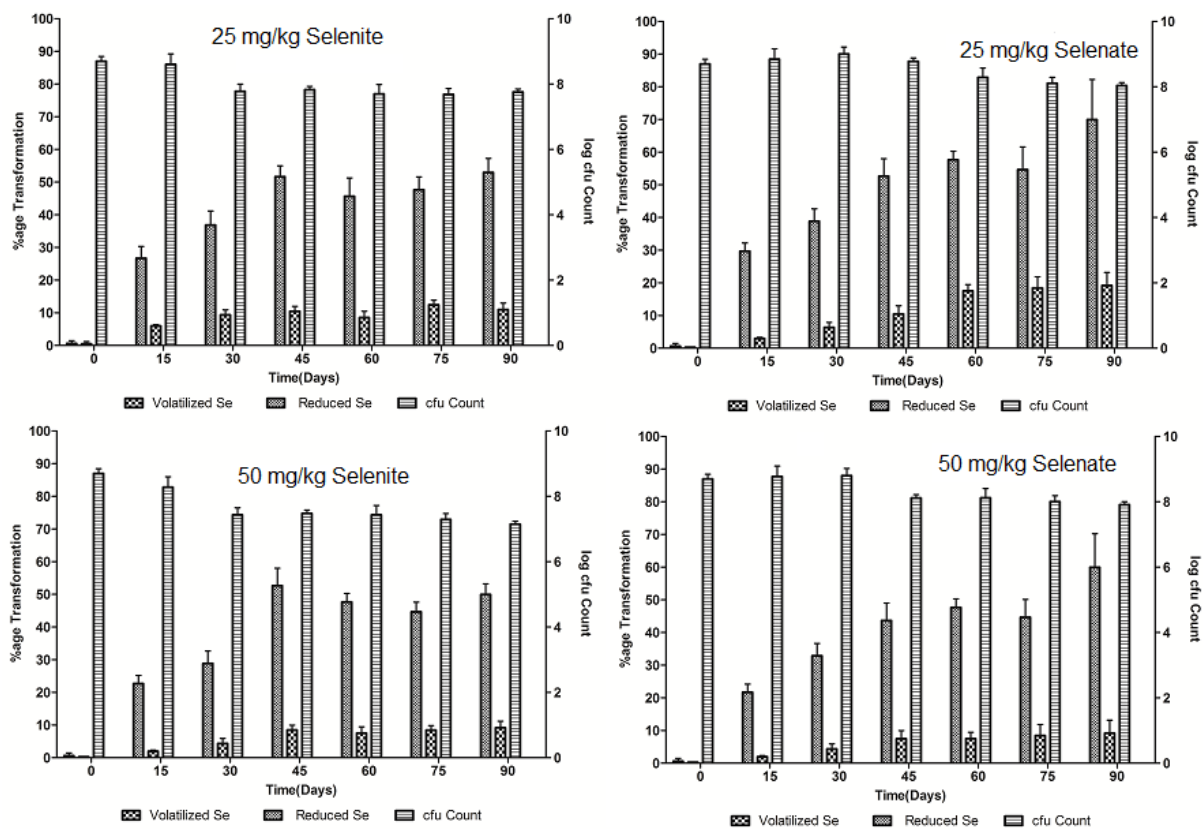 25 mg/kg Selenite
100
90
80
70
60
50
40
30
20
10
0
%age Transformation
10
8
6
4
2
0
log cfu Count
0 15 30 45 60 75 90
Time(Days)
Volatilized Se Reduced Se cfu Count
25 mg/kg Selenate
100
90
80
70
60
50
40
30
20
10
0
%age Transformation
10
8
6
4
2
0
log cfu Count
0 15 30 45 60 75 90
Time(Days)
Volatilized Se Reduced Se cfu Count
50 mg/kg Selenite
100
90
80
70
60
50
40
30
20
10
0
%age Transformation
10
8
6
4
2
0
log cfu Count
0 15 30 45 60 75 90
Time(Days)
Volatilized Se Reduced Se cfu Count
50 mg/kg Selenate
100
90
80
70
60
50
40
30
20
10
0
%age Transformation
10
8
6
4
2
0
log cfu Count
0 15 30 45 60 75 90
Time(Days)
Volatilized Se Reduced Se cfu Count